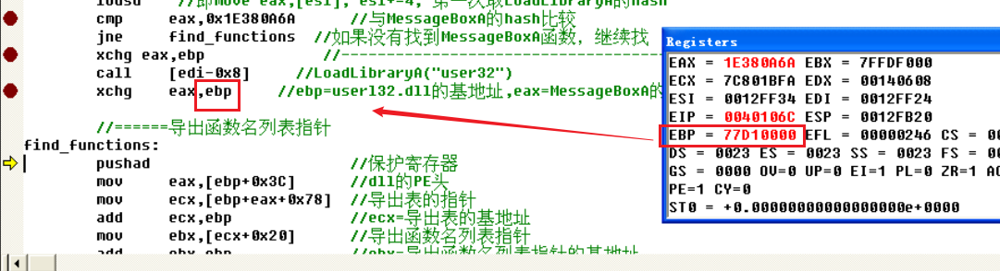 lodsd //即move eax,[esi], esi+=4, 第一次取LoadLibraryA的hash
cmp eax,0x1E380A6A //与MessageBoxA的hash比较
jne find_functions //如果没有找到MessageBoxA函数，继续找
xchg eax,ebp //----------------------------------------
call [edi-0x8] //LoadLibraryA("user32")
xchg eax,ebp //ebp=userl32.dll的基地址,eax=MessageBoxA的
//======导出函数名列表指针
find_functions:
pushad //保护寄存器
mov eax,[ebp+0x3C] //dll的PE头
mov ecx,[ebp+eax+0x78] //导出表的指针
add ecx,ebp //ecx=导出表的基地址
mov ebx,[ecx+0x20] //导出函数名列表指针
add ebx,ebp //ebx=导出函数名列表指针的基地址
Registers
EAX = 1E380A6A EBX = 7FFDF000
ECX = 7C801BFA EDX = 00140608
ESI = 0012FF34 EDI = 0012FF24
EIP = 0040106C ESP = 0012FB20
EBP = 77D10000 EFL = 00000246 CS = 00
DS = 0023 ES = 0023 SS = 0023 FS = 00
GS = 0000 OV=0 UP=0 EI=1 PL=0 ZR=1 AC
PE=1 CY=0
ST0 = +0.00000000000000000e+0000